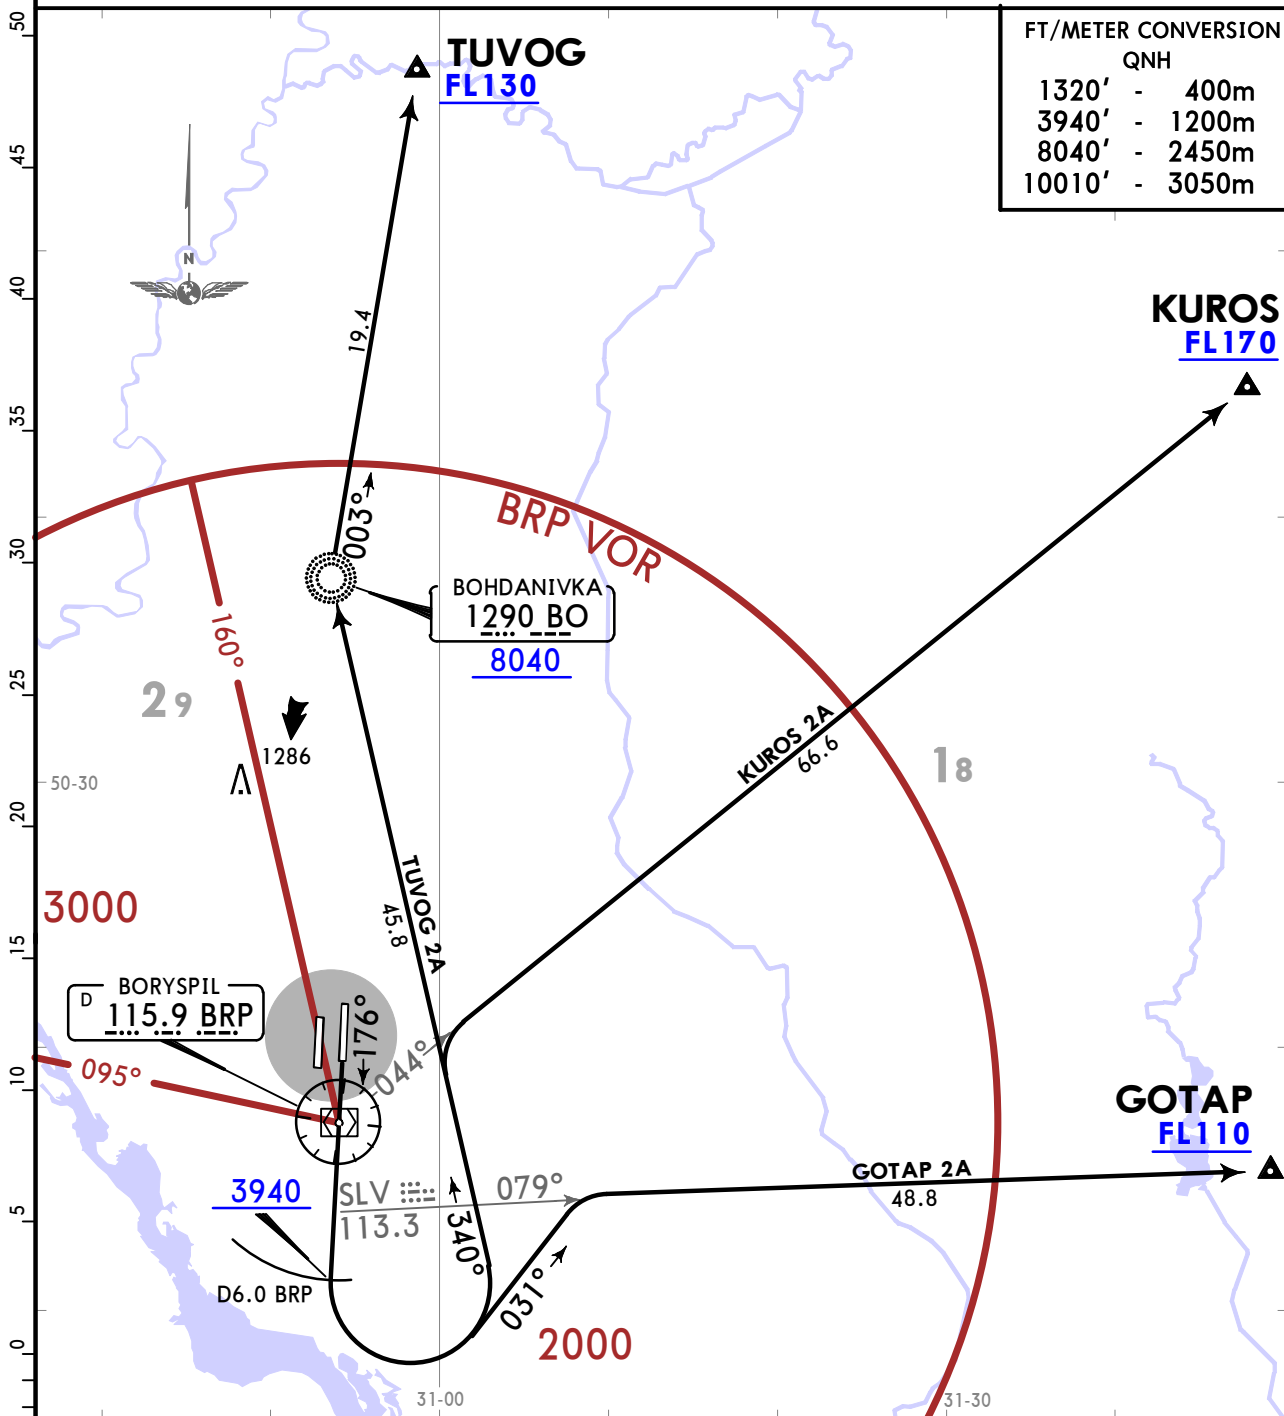 50
TUVOG
FL130
FT/METER CONVERSION
QNH
1320' - 400m
3940' - 1200m
8040' - 2450m
10010' - 3050m
45
N
40
19.4
KUROS
FL170
35
003°
BRP VOR
30
BOHDANIVKA
1290 BO
8040
160°
29
25
1286
KUROS 2A
66.6
18
50-30
20
TUVOG 2A
45.8
3000
15
BORYSPIL
D 115.9 BRP
176°
044°
095°
10
GOTAP
FL110
GOTAP 2A
48.8
3940
SLV
113.3
079°
5
340°
D6.0 BRP
031°
2000
0
31-00
31-30